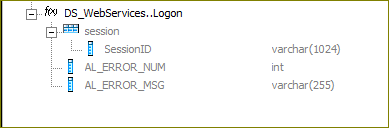 f(x) DS_WebServices..Logon
session
SessionID varchar(1024)
AL_ERROR_NUM int
AL_ERROR_MSG varchar(255)